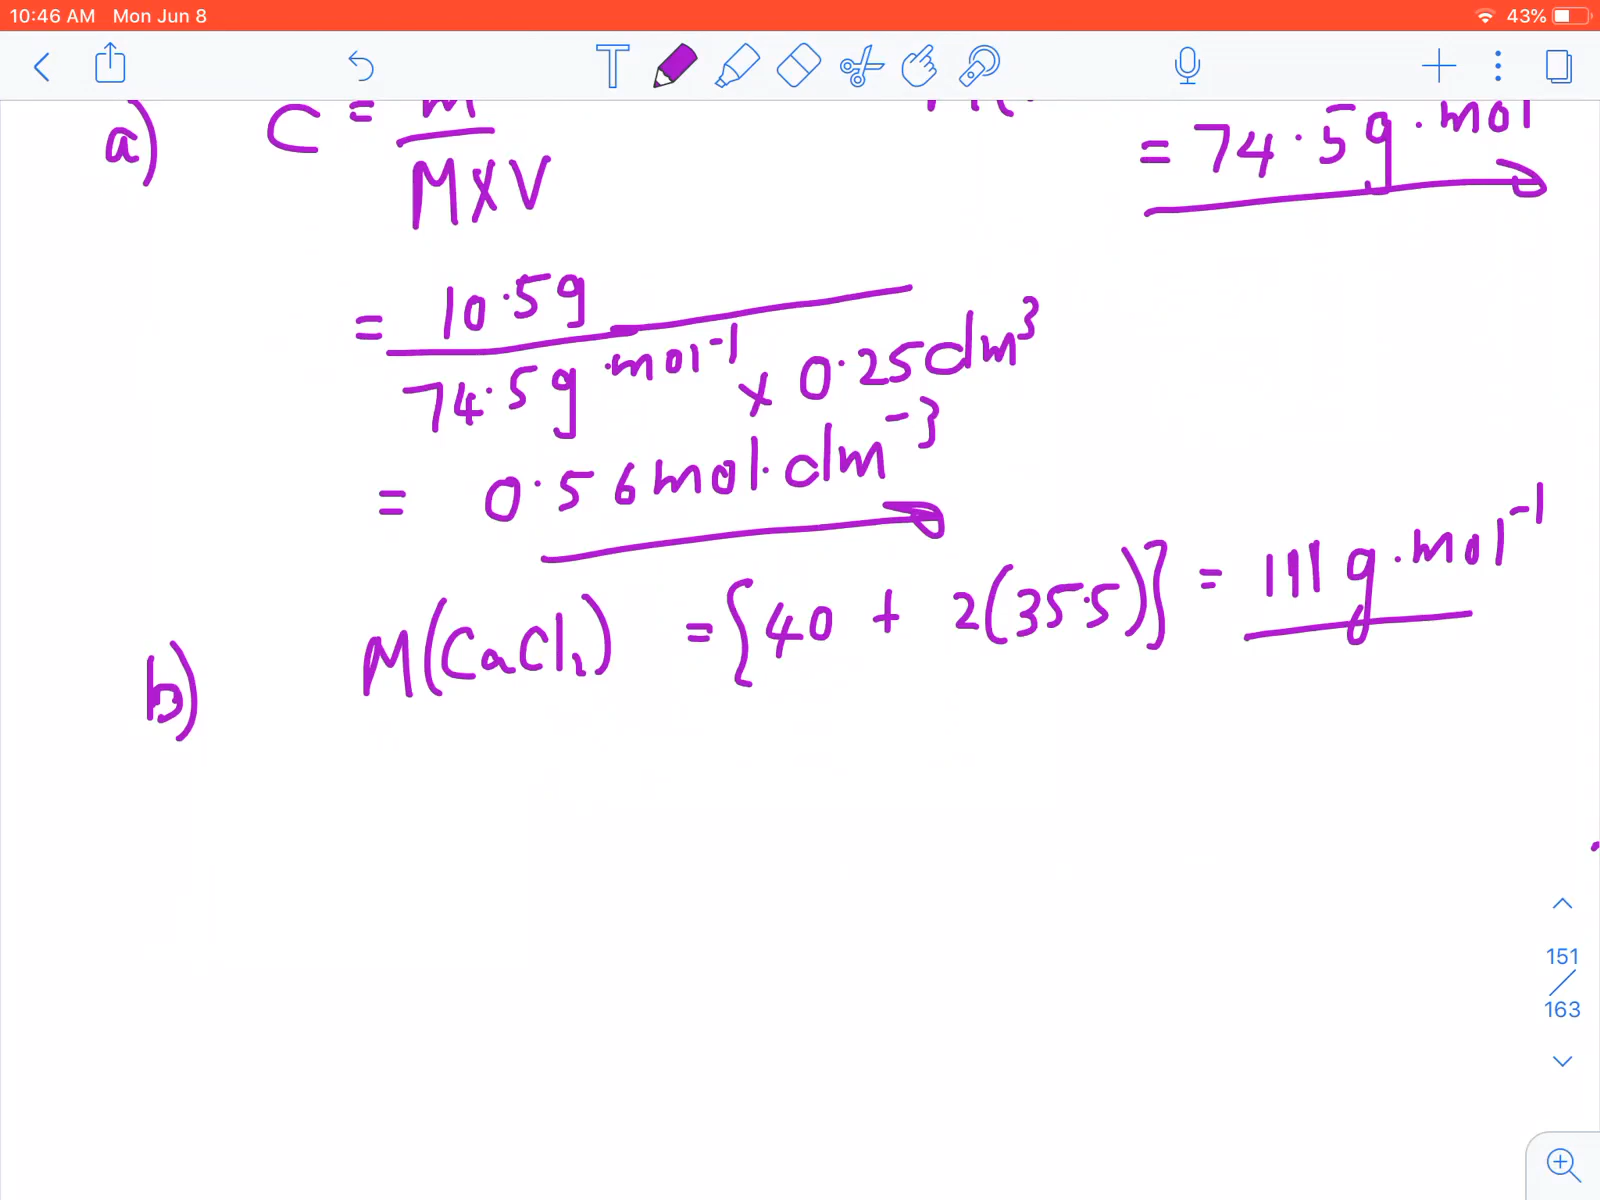 10:46 AM Mon Jun 8
43%
T
a) C = m
= 74.5g.mol
M×V
= 10.5g
74.5g.mol⁻¹ × 0.25dm³
= 0.56mol.dm⁻³
b) M(CaCl₂) = {40 + 2(35.5)} = 111g.mol⁻¹
151
163